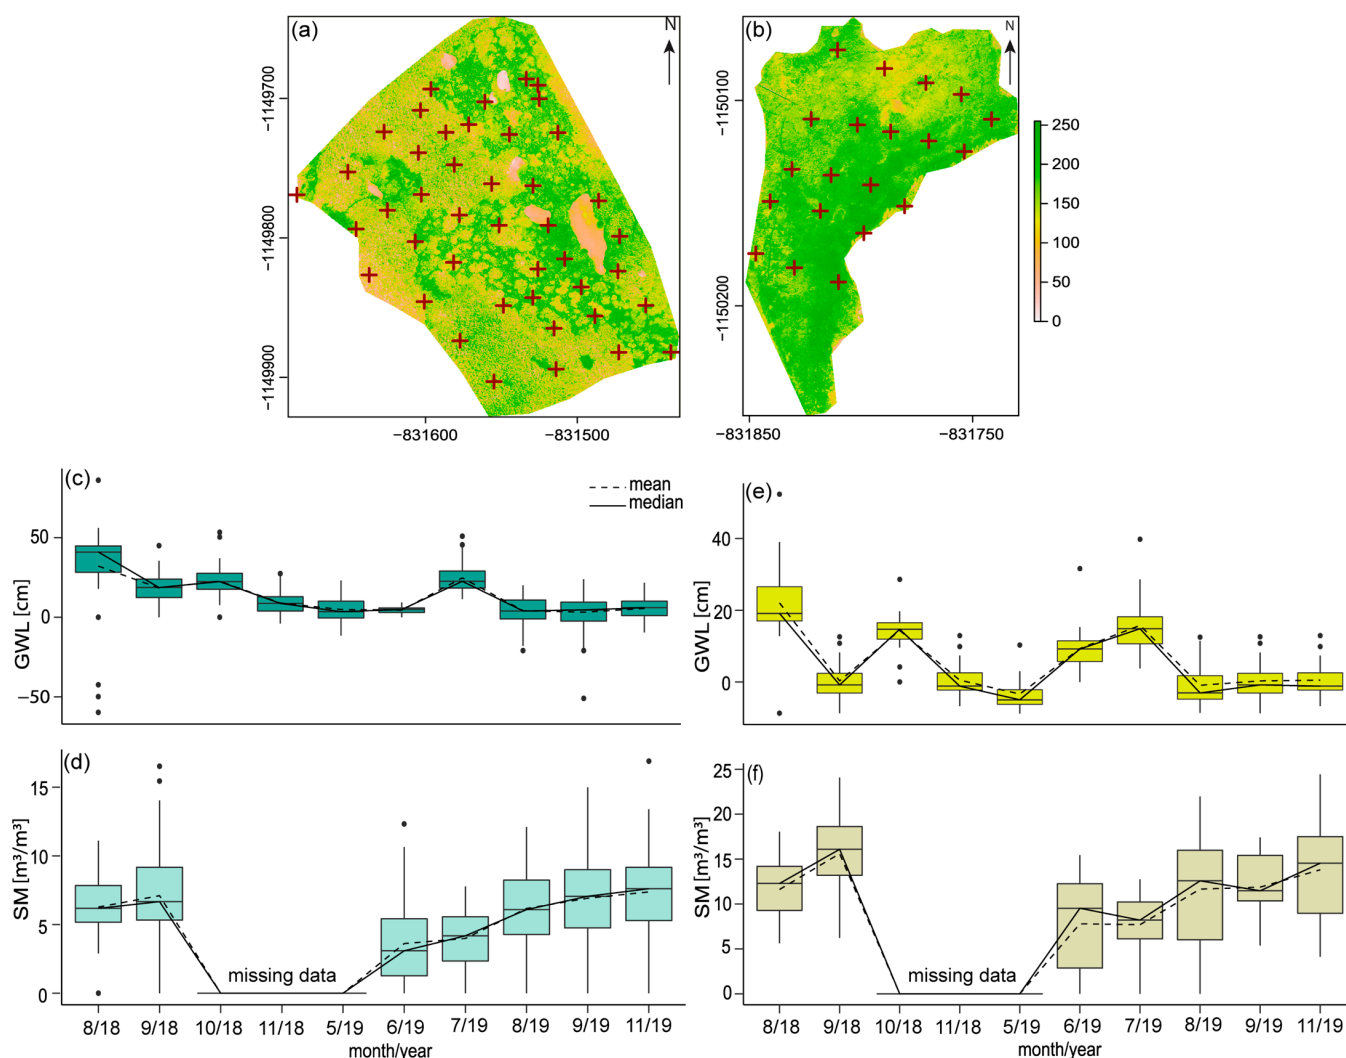 (a)
N
−1149700
−1149800
−1149900
−831600
−831500
(b)
N
−1150100
−1150200
−831850
−831750
250
200
150
100
50
0
(c)
mean
median
GWL [cm]
50
0
−50
(e)
GWL [cm]
40
20
0
(d)
SM [m³/m³]
15
10
5
0
missing data
8/18 9/18 10/18 11/18 5/19 6/19 7/19 8/19 9/19 11/19
month/year
(f)
SM [m³/m³]
25
20
15
10
5
0
missing data
8/18 9/18 10/18 11/18 5/19 6/19 7/19 8/19 9/19 11/19
month/year